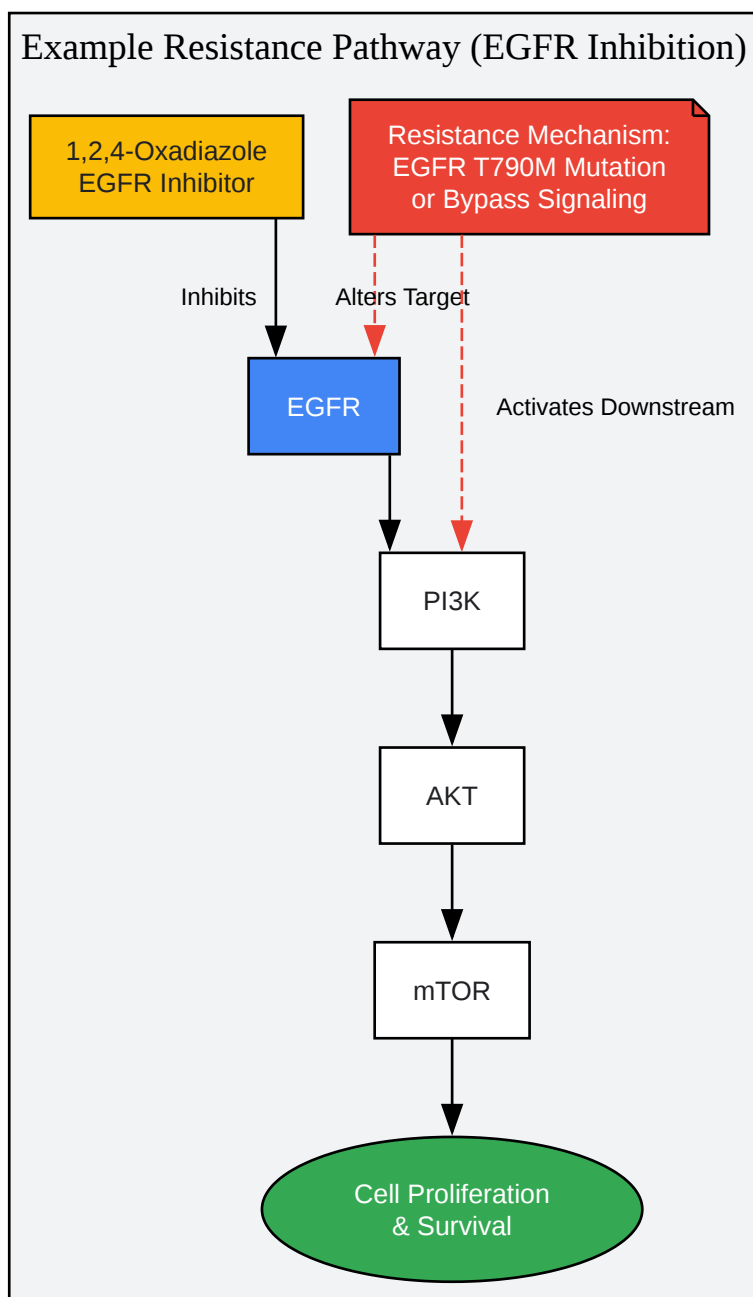 Example Resistance Pathway (EGFR Inhibition)
1,2,4-Oxadiazole
EGFR Inhibitor
Resistance Mechanism:
EGFR T790M Mutation
or Bypass Signaling
Inhibits
Alters Target
EGFR
Activates Downstream
PI3K
AKT
mTOR
Cell Proliferation
& Survival